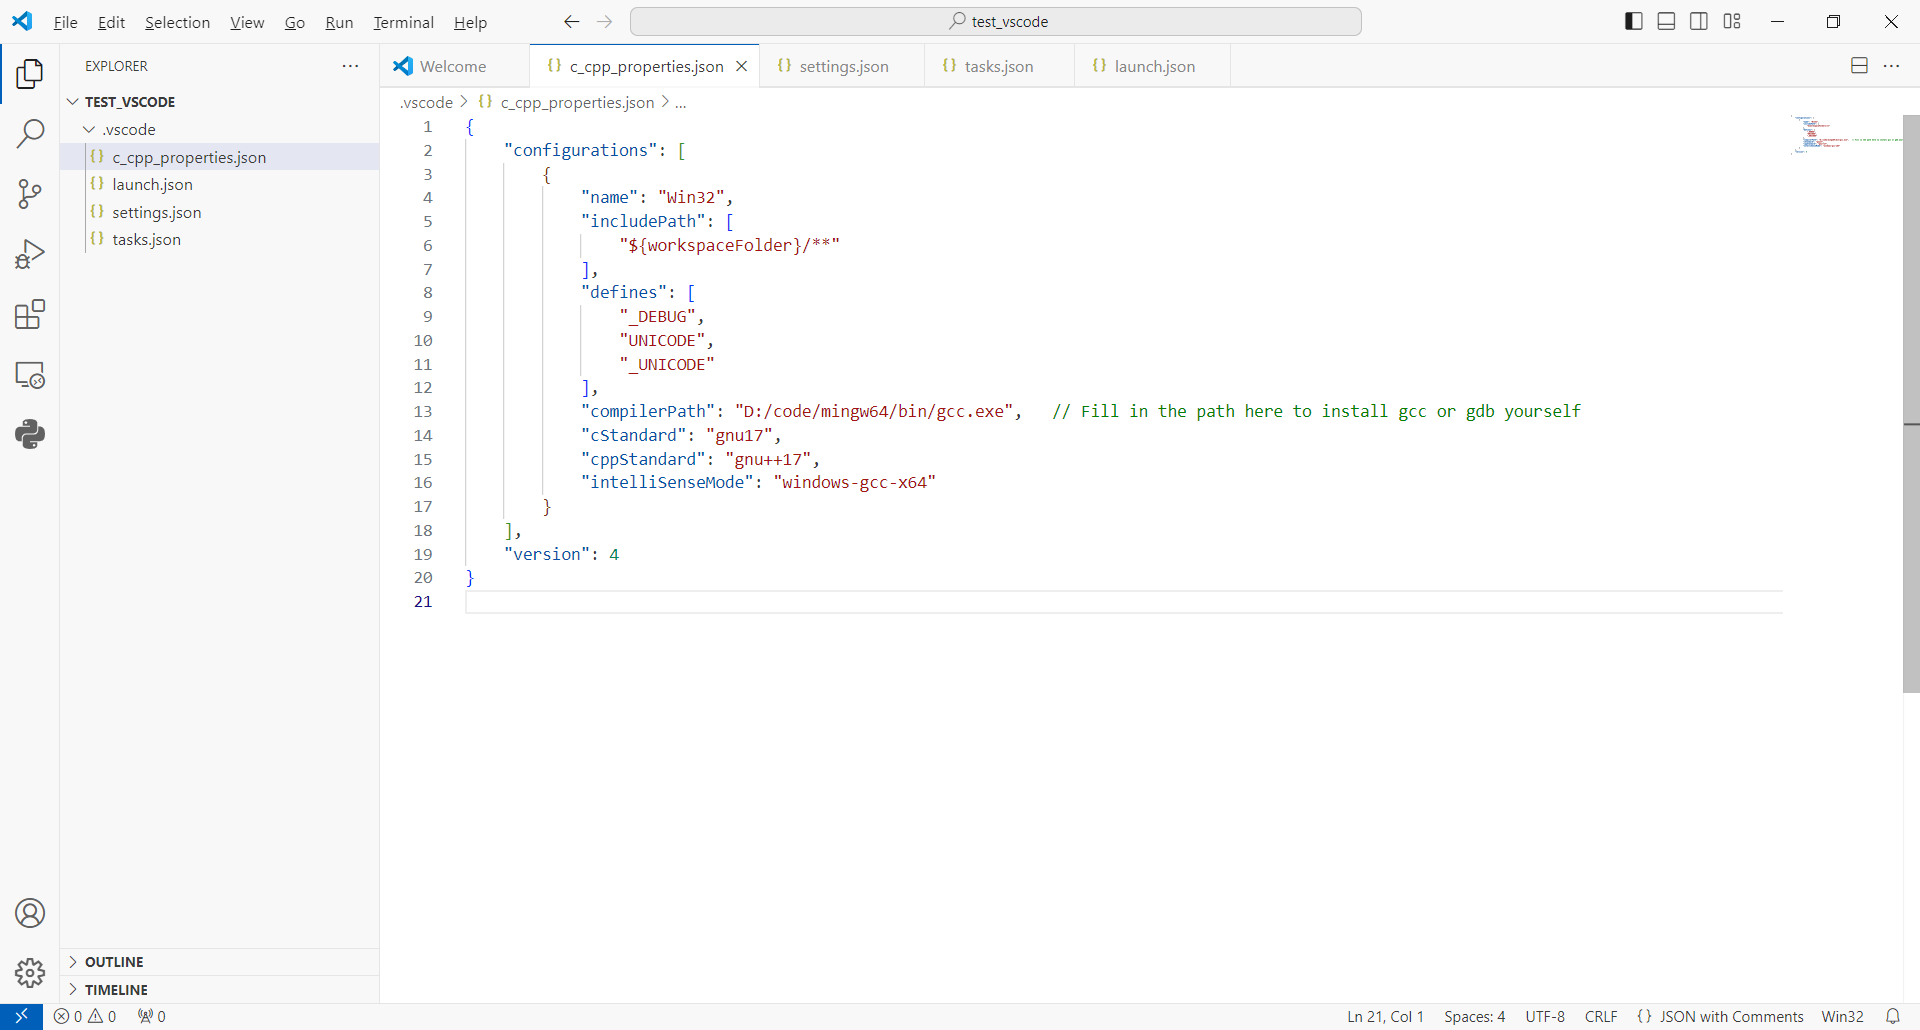 File Edit Selection View Go Run Terminal Help test_vscode
EXPLORER
TEST_VSCODE
.vscode
c_cpp_properties.json
launch.json
settings.json
tasks.json
OUTLINE
TIMELINE
Welcome c_cpp_properties.json settings.json tasks.json launch.json
.vscode > {} c_cpp_properties.json > ...
1 {
2 "configurations": [
3 {
4 "name": "Win32",
5 "includePath": [
6 "${workspaceFolder}/**"
7 ],
8 "defines": [
9 "_DEBUG",
10 "UNICODE",
11 "_UNICODE"
12 ],
13 "compilerPath": "D:/code/mingw64/bin/gcc.exe", // Fill in the path here to install gcc or gdb yourself
14 "cStandard": "gnu17",
15 "cppStandard": "gnu++17",
16 "intelliSenseMode": "windows-gcc-x64"
17 }
18 ],
19 "version": 4
20 }
21
0 0 0 Ln 21, Col 1 Spaces: 4 UTF-8 CRLF {} JSON with Comments Win32